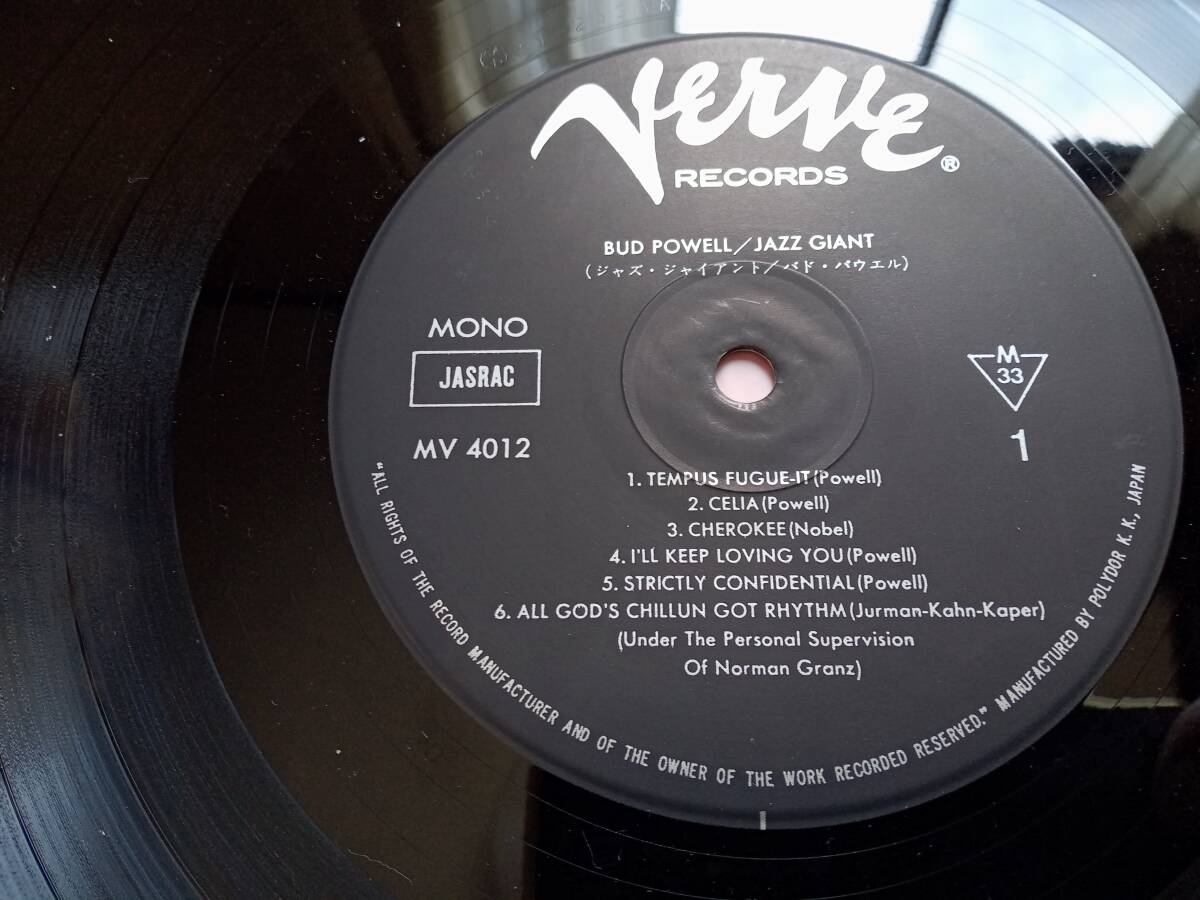 Verve
RECORDS ®
BUD POWELL/JAZZ GIANT
(ジャズ・ジャイアント/バド・パウエル)
MONO
JASRAC
MV 4012
M
33
1
1. TEMPUS FUGUE-IT (Powell)
2. CELIA (Powell)
3. CHEROKEE (Nobel)
4. I'LL KEEP LOVING YOU (Powell)
5. STRICTLY CONFIDENTIAL (Powell)
6. ALL GOD'S CHILLUN GOT RHYTHM (Jurman-Kahn-Kaper)
(Under The Personal Supervision
Of Norman Granz)
"ALL RIGHTS OF THE RECORD MANUFACTURER AND OF THE OWNER OF THE WORK RECORDED RESERVED." MANUFACTURED BY POLYDOR K. K., JAPAN